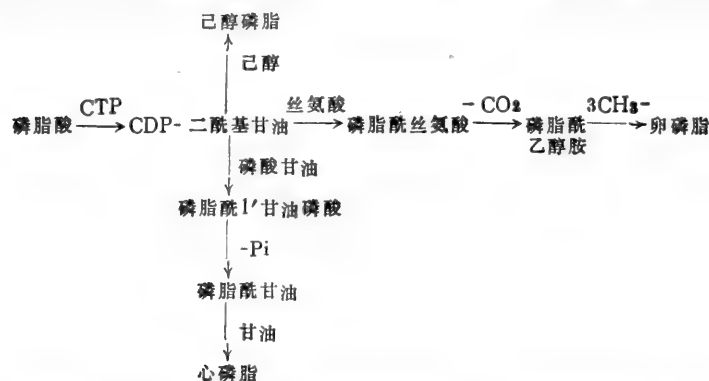 己醇磷脂
己醇
CTP 丝氨酸 -CO₂ 3CH₃-
磷脂酸 CDP-二酰基甘油 磷脂酰丝氨酸 磷脂酰 卵磷脂
乙醇胺
磷酸甘油
磷脂酰1′甘油磷酸
-Pi
磷脂酰甘油
甘油
心磷脂